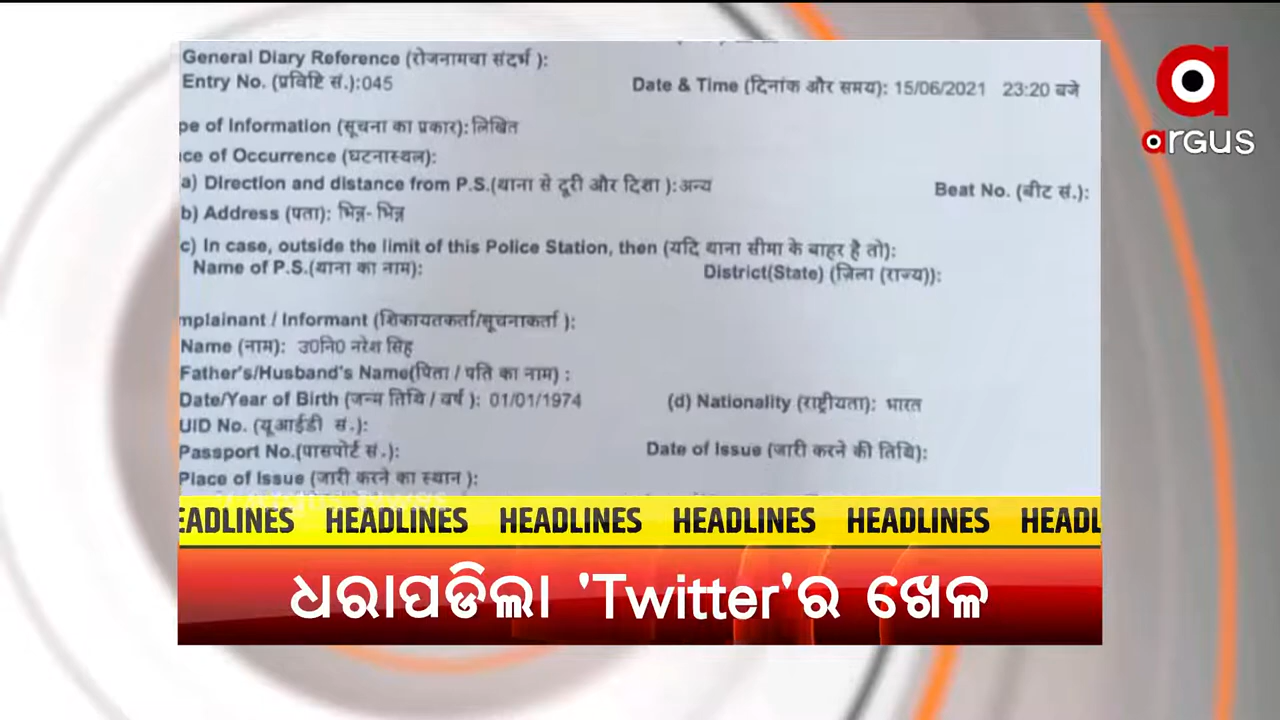 General Diary Reference (रोजनामचा संदर्भ ):
Entry No. (प्रविष्टि सं.):045 Date & Time (दिनांक और समय): 15/06/2021 23:20 बजे
pe of Information (सूचना का प्रकार): लिखित
ce of Occurrence (घटनास्थल):
a) Direction and distance from P.S.(थाना से दूरी और दिशा ): अन्य Beat No. (बीट सं.):
b) Address (पता): भिन्न- भिन्न
c) In case, outside the limit of this Police Station, then (यदि थाना सीमा के बाहर है तो):
Name of P.S.(थाना का नाम): District(State) (ज़िला (राज्य)):
mplainant / Informant (शिकायतकर्ता/सूचनाकर्ता ):
Name (नाम): उ0नि0 नरेश सिंह
Father's/Husband's Name(पिता / पति का नाम) :
Date/Year of Birth (जन्म तिथि / वर्ष ): 01/01/1974 (d) Nationality (राष्ट्रीयता): भारत
UID No. (यूआईडी सं.):
Passport No.(पासपोर्ट सं.): Date of Issue (जारी करने की तिथि):
Place of Issue (जारी करने का स्थान ):
EADLINES HEADLINES HEADLINES HEADLINES HEADLINES HEADL
ଧରାପଡିଲା 'Twitter'ର ଖେଳ
a
argus